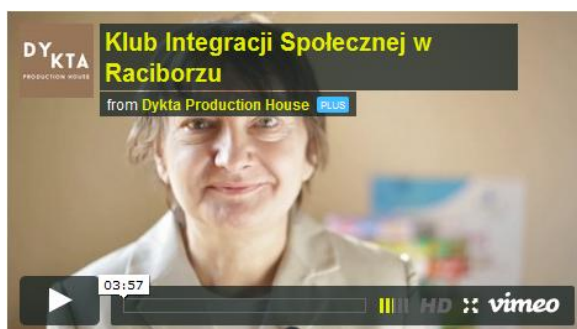 DYKTA
PRODUCTION HOUSE
Klub Integracji Społecznej w
Raciborzu
from Dykta Production House PLUS
03:57
HD vimeo